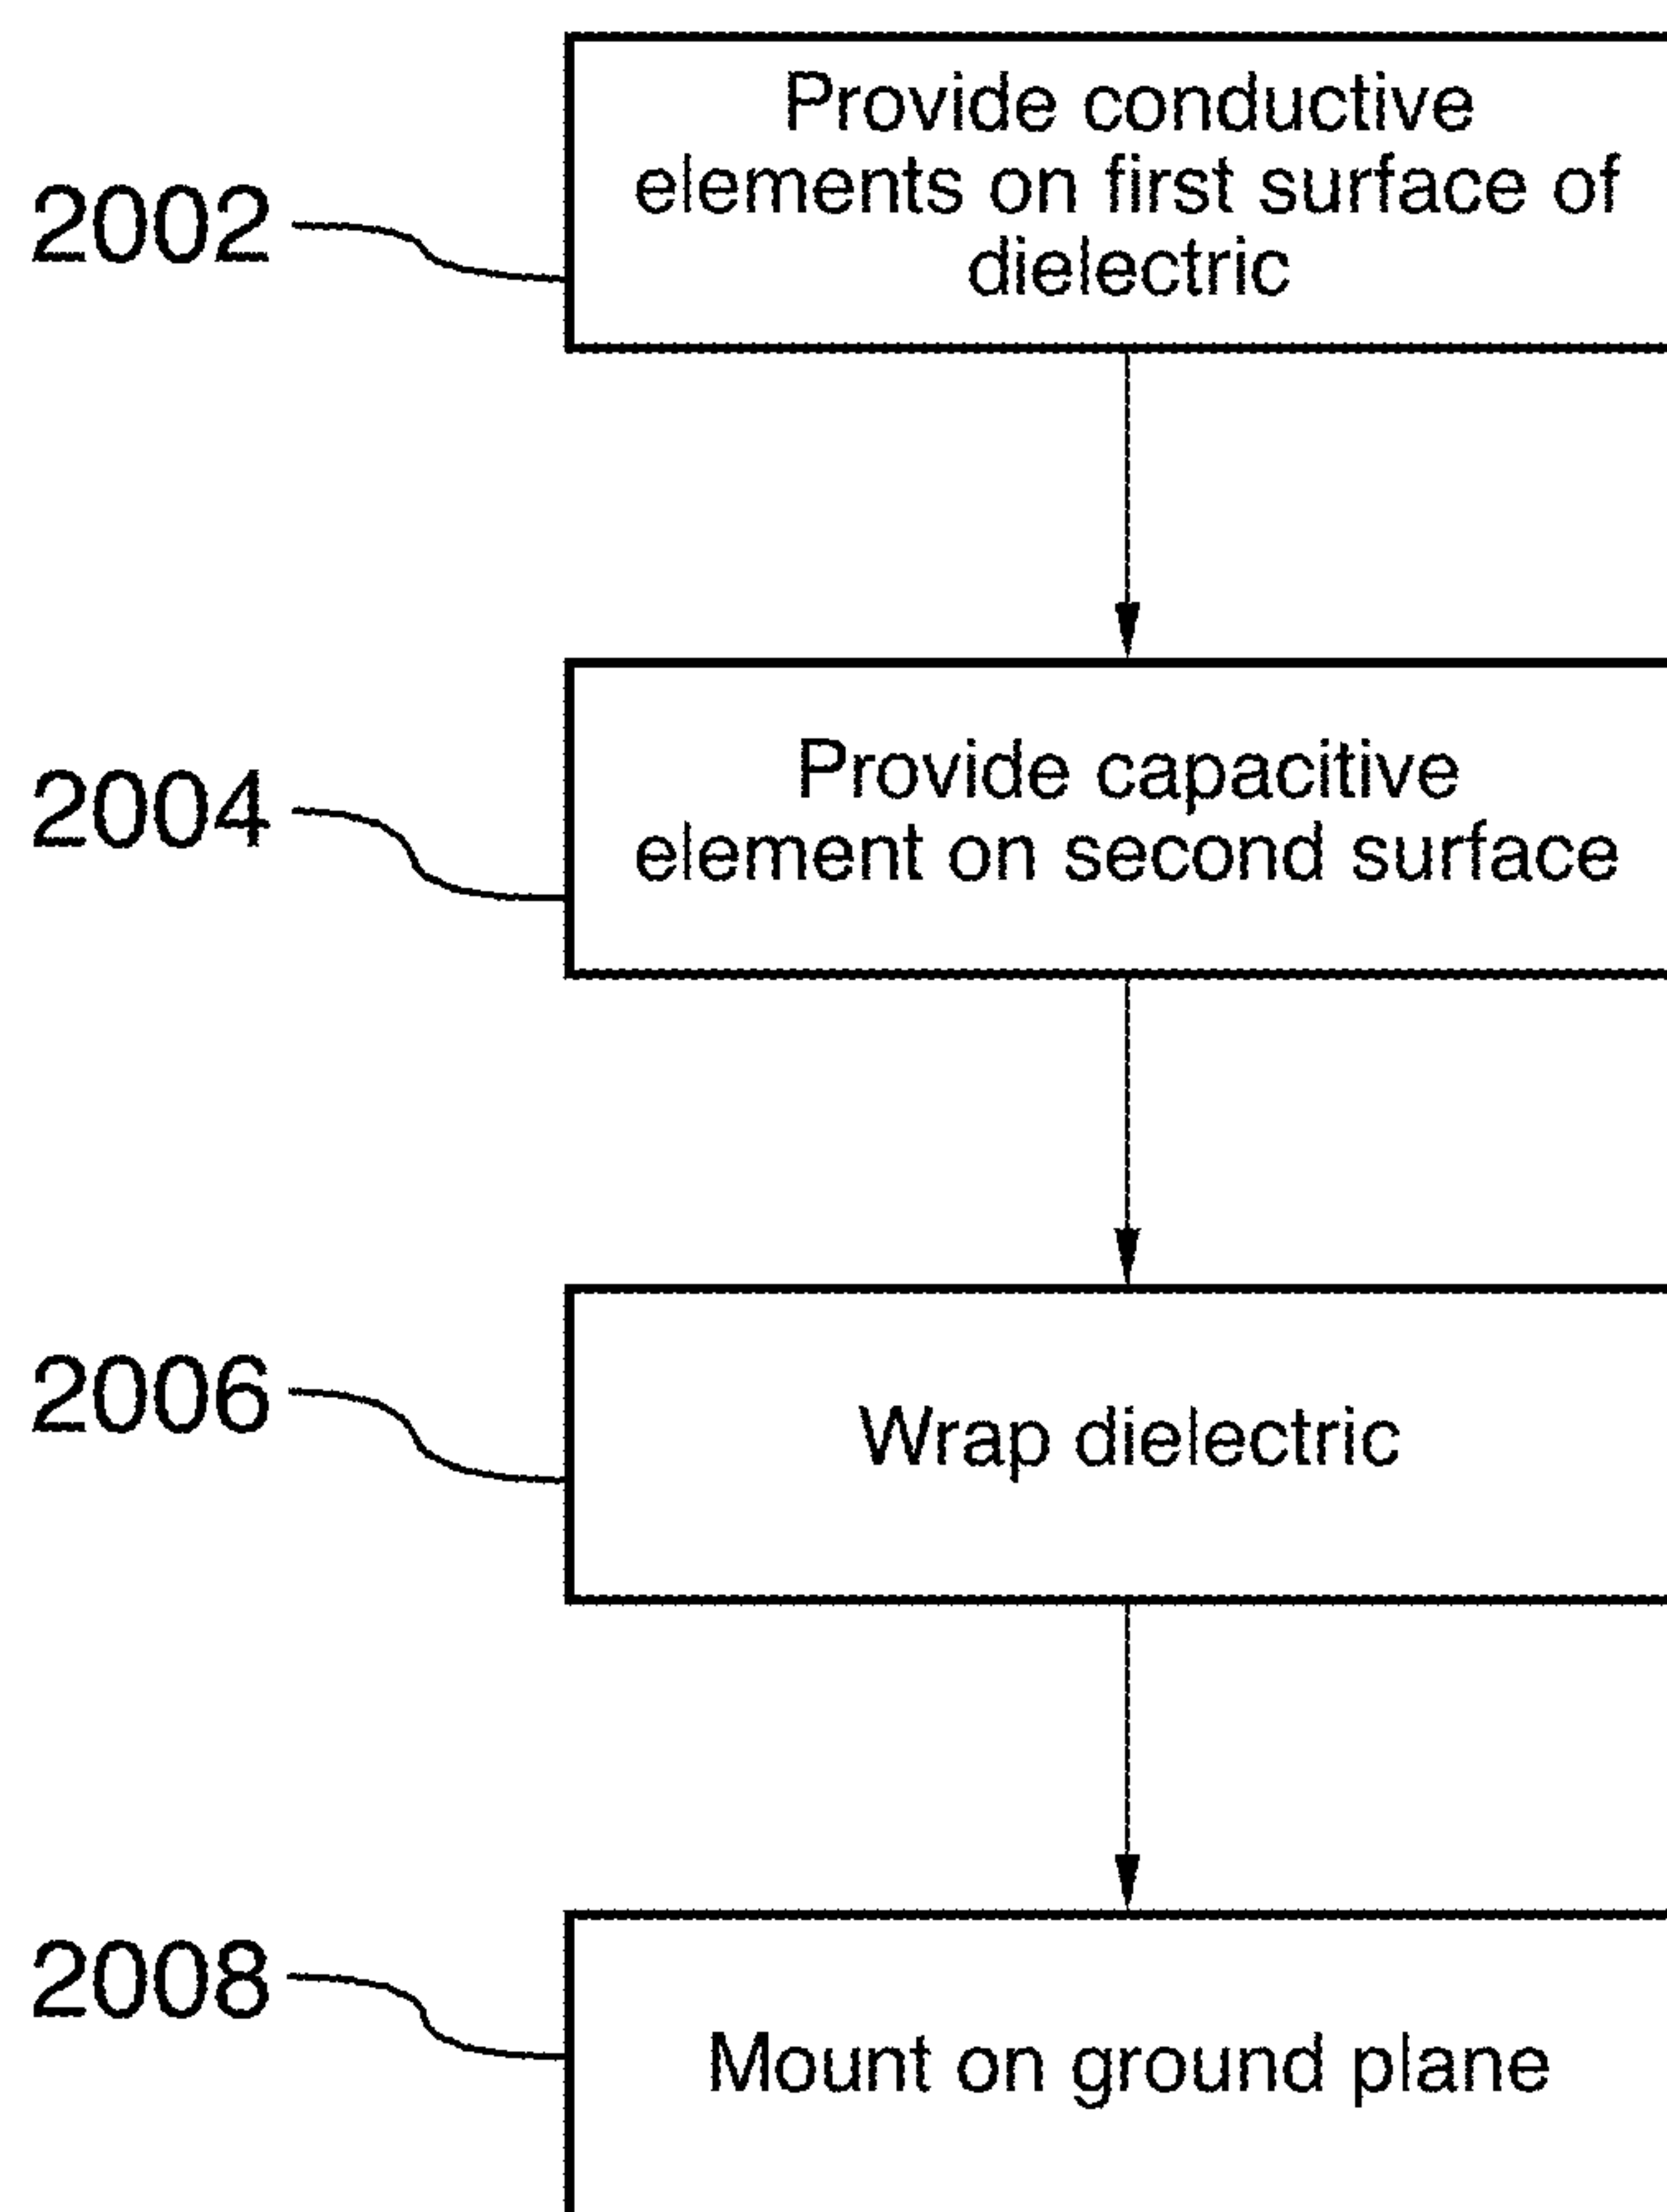 2002
Provide conductive
elements on first surface of
dielectric
2004
Provide capacitive
element on second surface
2006
Wrap dielectric
2008
Mount on ground plane